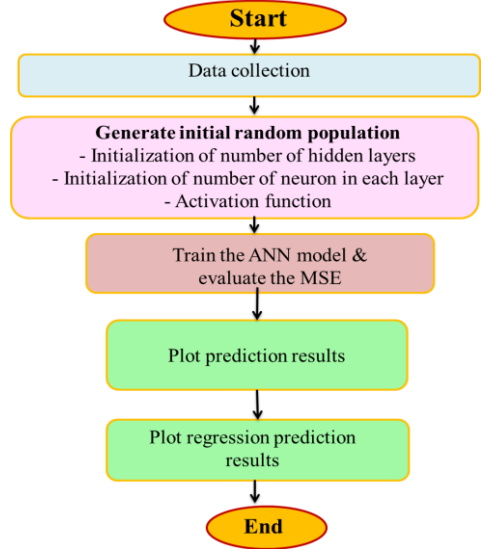 Start
Data collection
Generate initial random population
- Initialization of number of hidden layers
- Initialization of number of neuron in each layer
- Activation function
Train the ANN model &
evaluate the MSE
Plot prediction results
Plot regression prediction
results
End